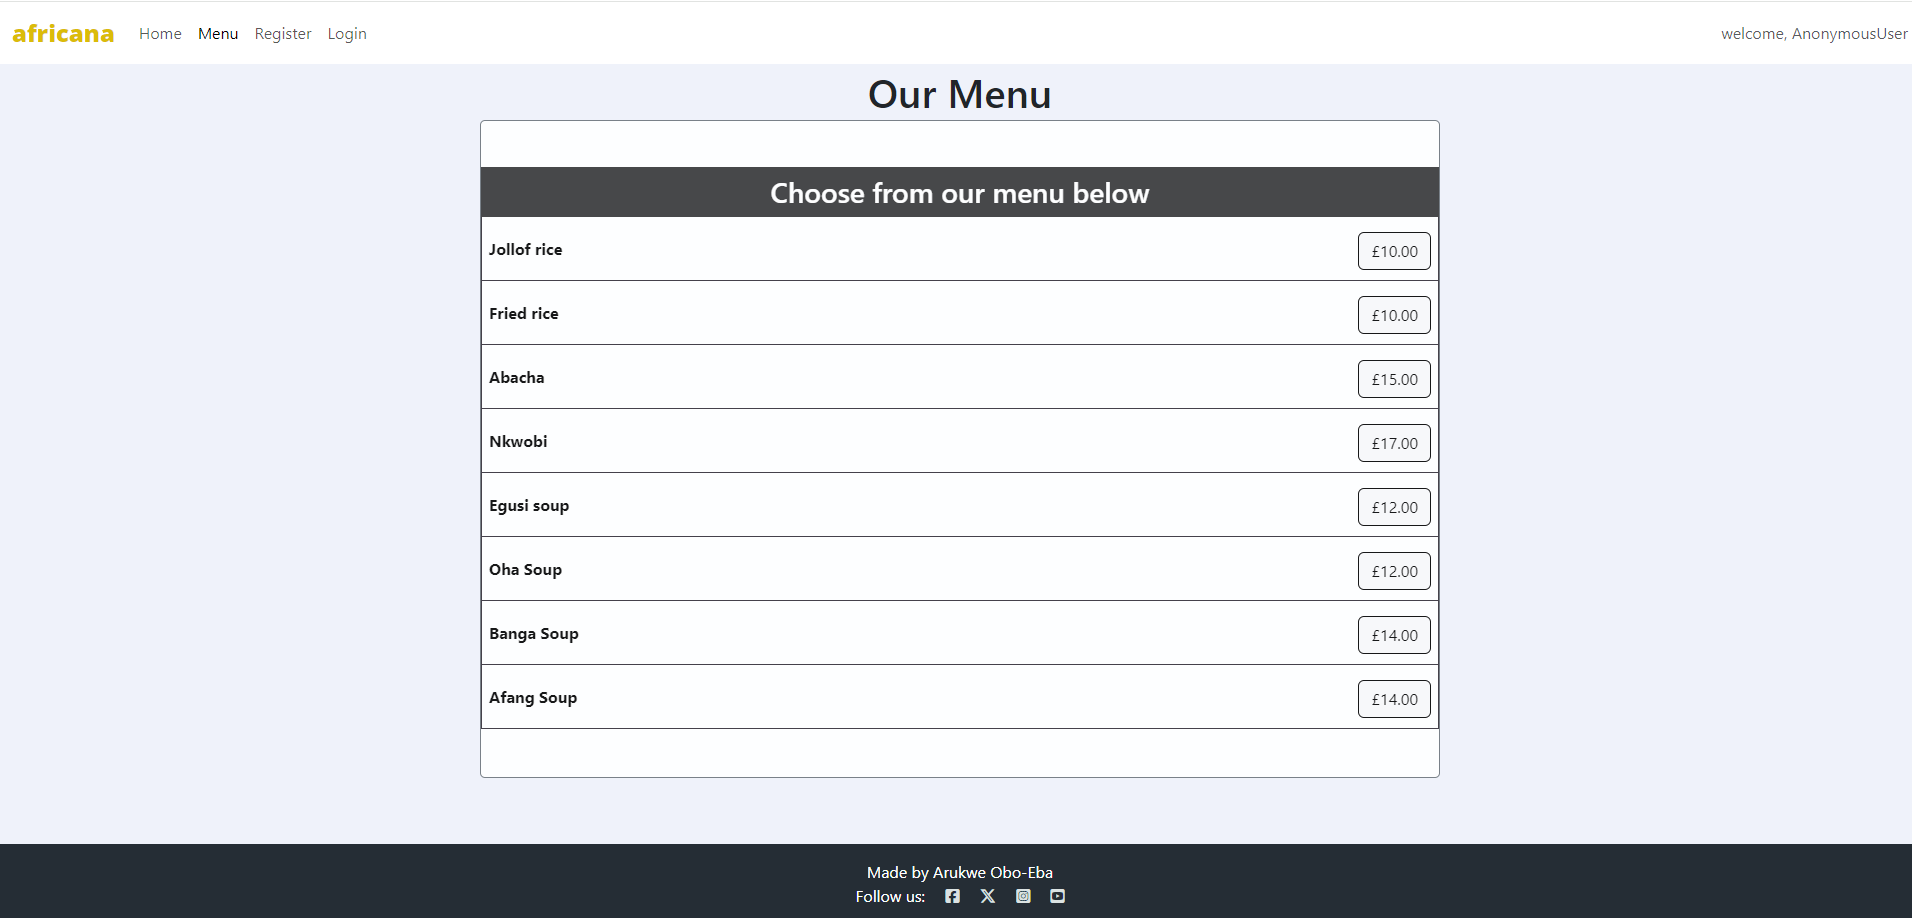 africana Home Menu Register Login welcome, AnonymousUser
Our Menu
Choose from our menu below
Jollof rice £10.00
Fried rice £10.00
Abacha £15.00
Nkwobi £17.00
Egusi soup £12.00
Oha Soup £12.00
Banga Soup £14.00
Afang Soup £14.00
Made by Arukwe Obo-Eba
Follow us: